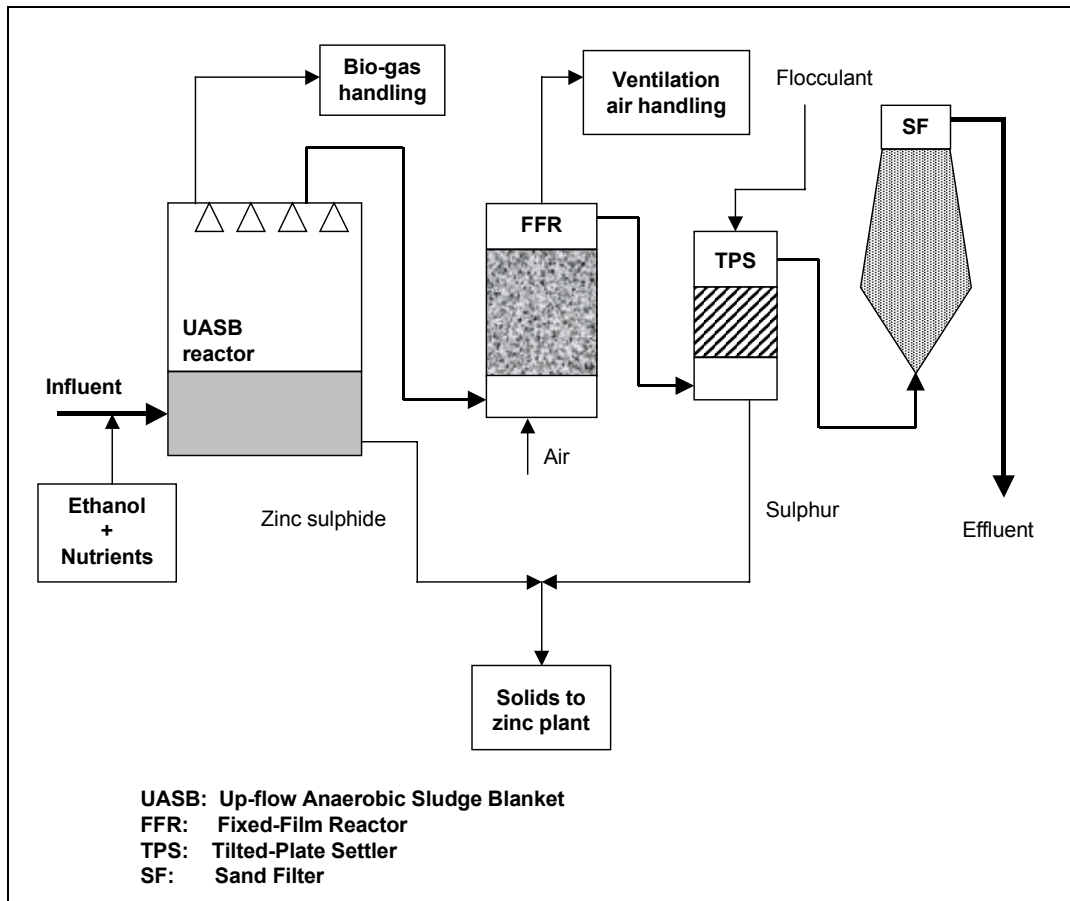 Bio-gas
handling
Ventilation
air handling
Flocculant
SF
FFR
TPS
UASB
reactor
Influent
Air
Ethanol
+
Nutrients
Zinc sulphide
Sulphur
Effluent
Solids to
zinc plant
UASB: Up-flow Anaerobic Sludge Blanket
FFR: Fixed-Film Reactor
TPS: Tilted-Plate Settler
SF: Sand Filter